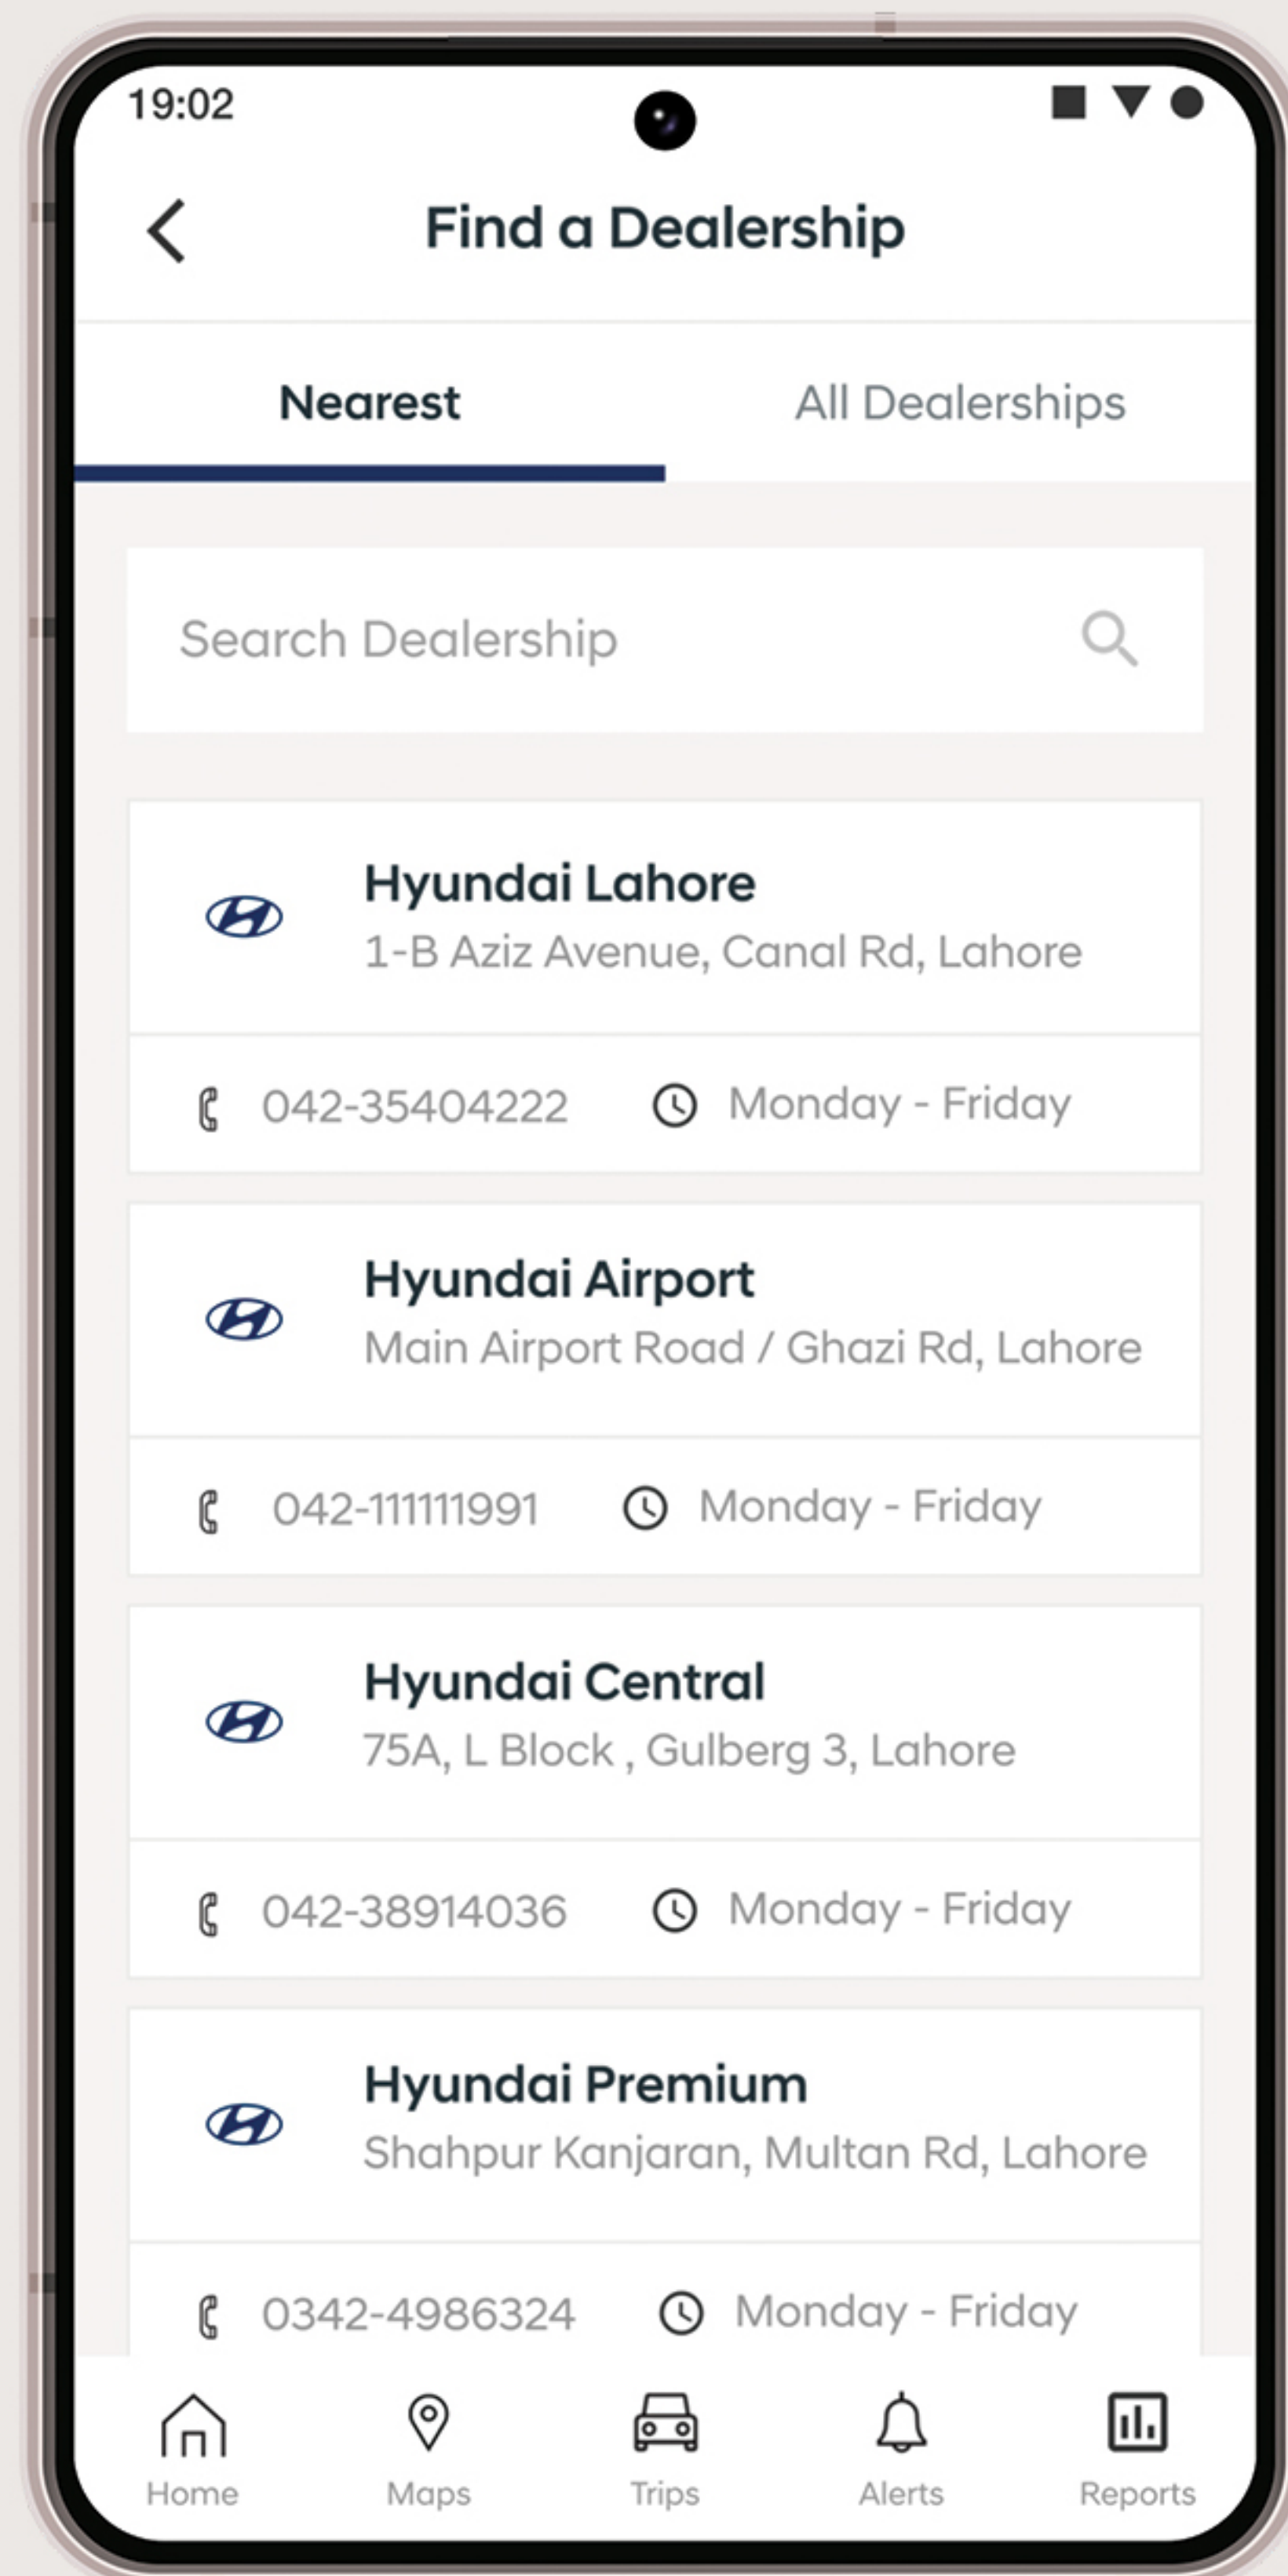 19:02
Find a Dealership
Nearest
All Dealerships
Search Dealership
Hyundai Lahore
1-B Aziz Avenue, Canal Rd, Lahore
042-35404222
Monday - Friday
Hyundai Airport
Main Airport Road / Ghazi Rd, Lahore
042-111111991
Monday - Friday
Hyundai Central
75A, L Block , Gulberg 3, Lahore
042-38914036
Monday - Friday
Hyundai Premium
Shahpur Kanjaran, Multan Rd, Lahore
0342-4986324
Monday - Friday
Home
Maps
Trips
Alerts
Reports